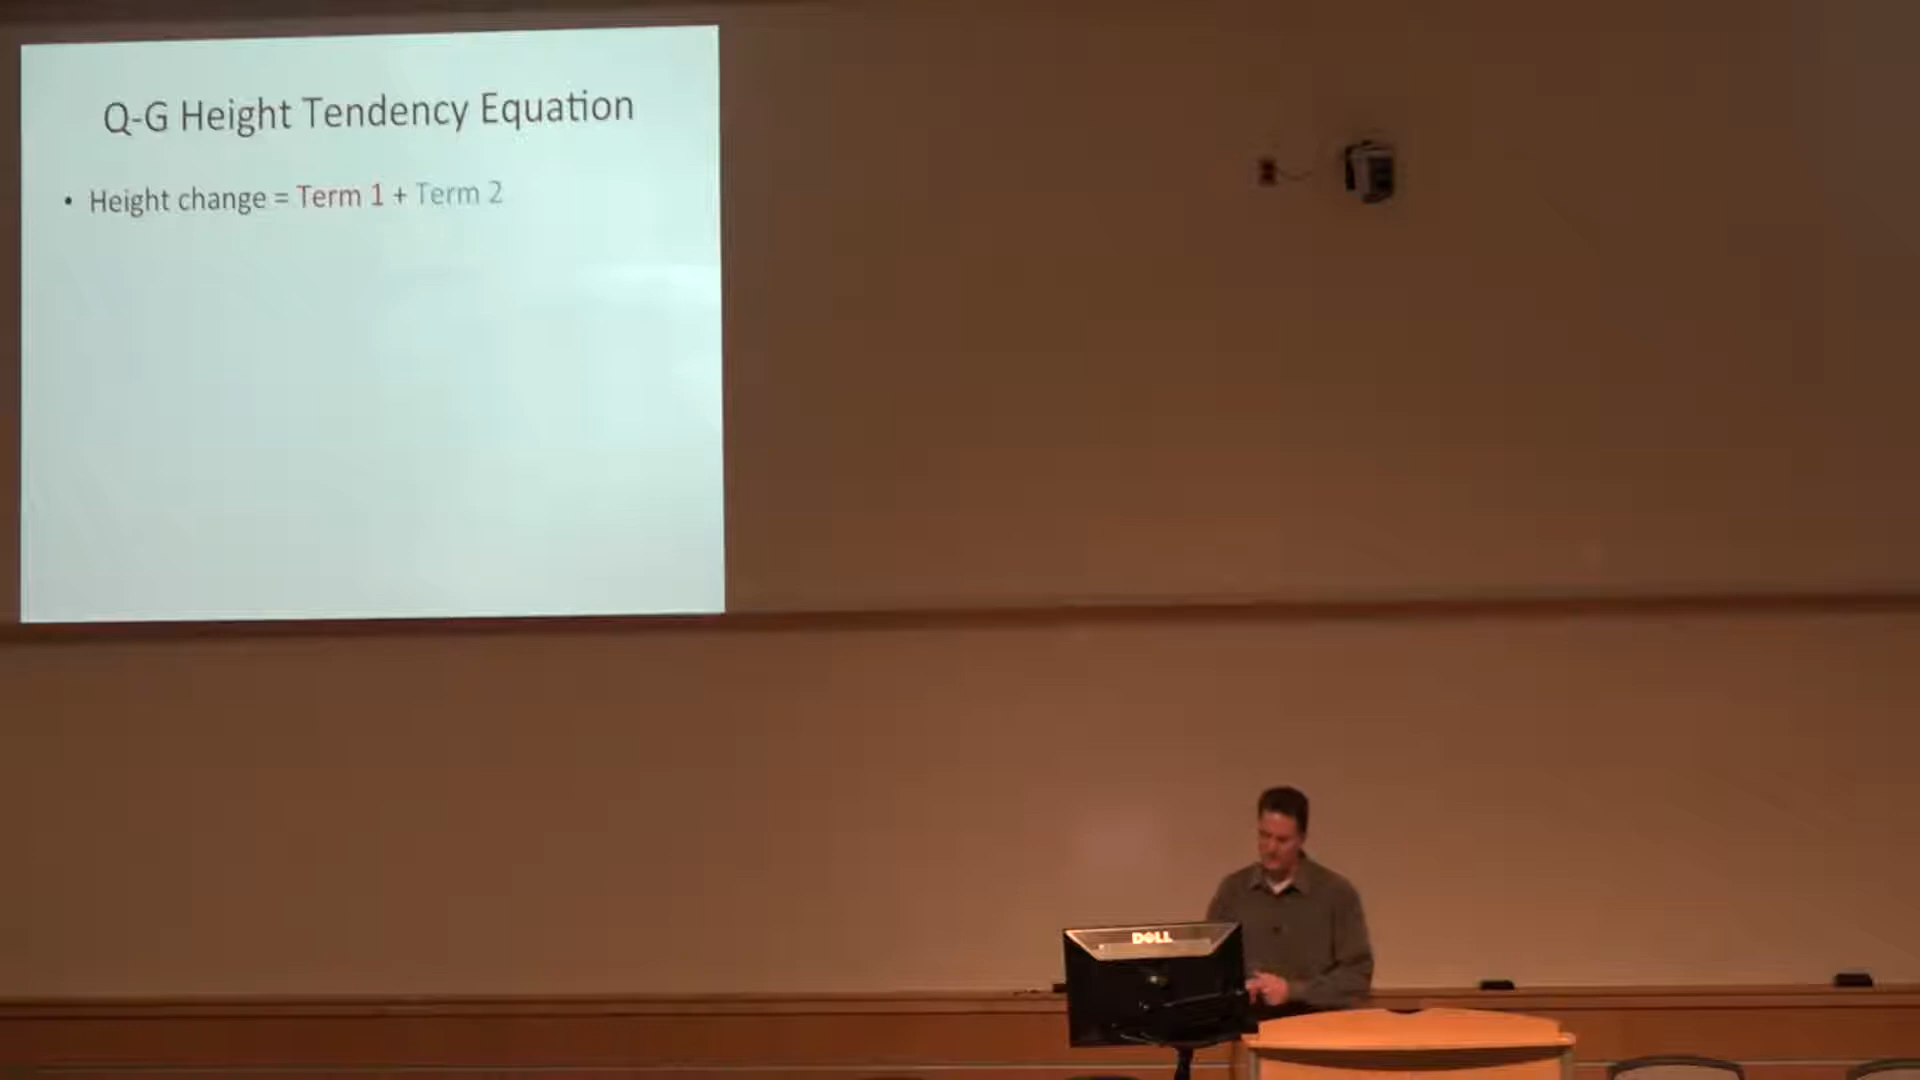 Q-G Height Tendency Equation
• Height change = Term 1 + Term 2
DELL